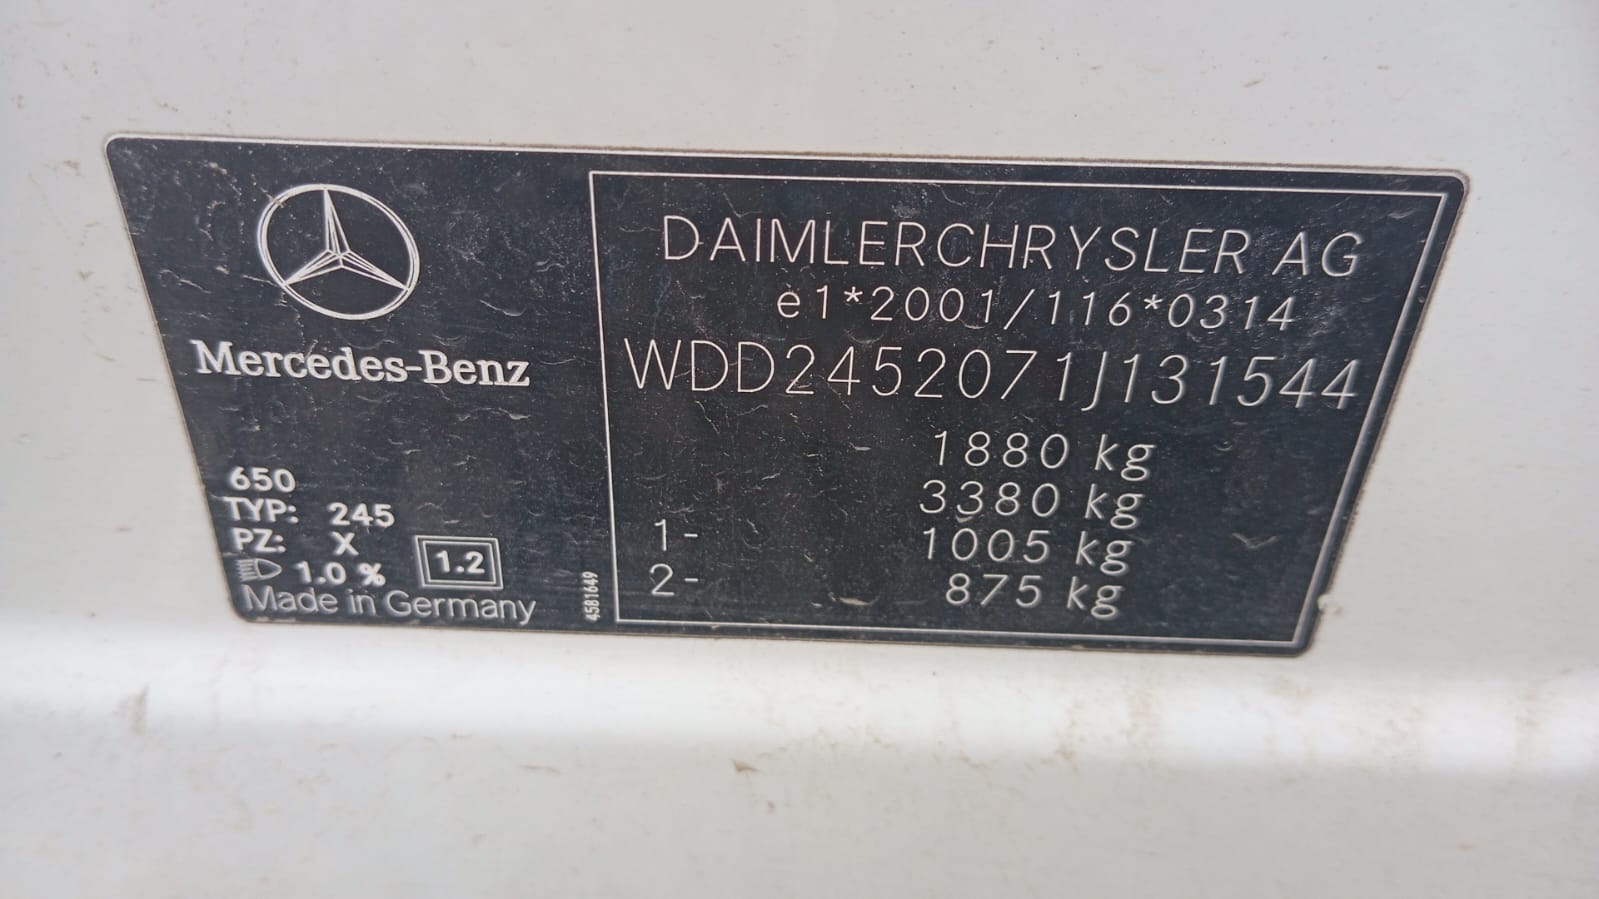 Mercedes-Benz
650
TYP: 245
PZ: X
1.0 %
1.2
Made in Germany
4581649
DAIMLERCHRYSLER AG
e1*2001/116*0314
WDD2452071J131544
1880 kg
3380 kg
1- 1005 kg
2- 875 kg